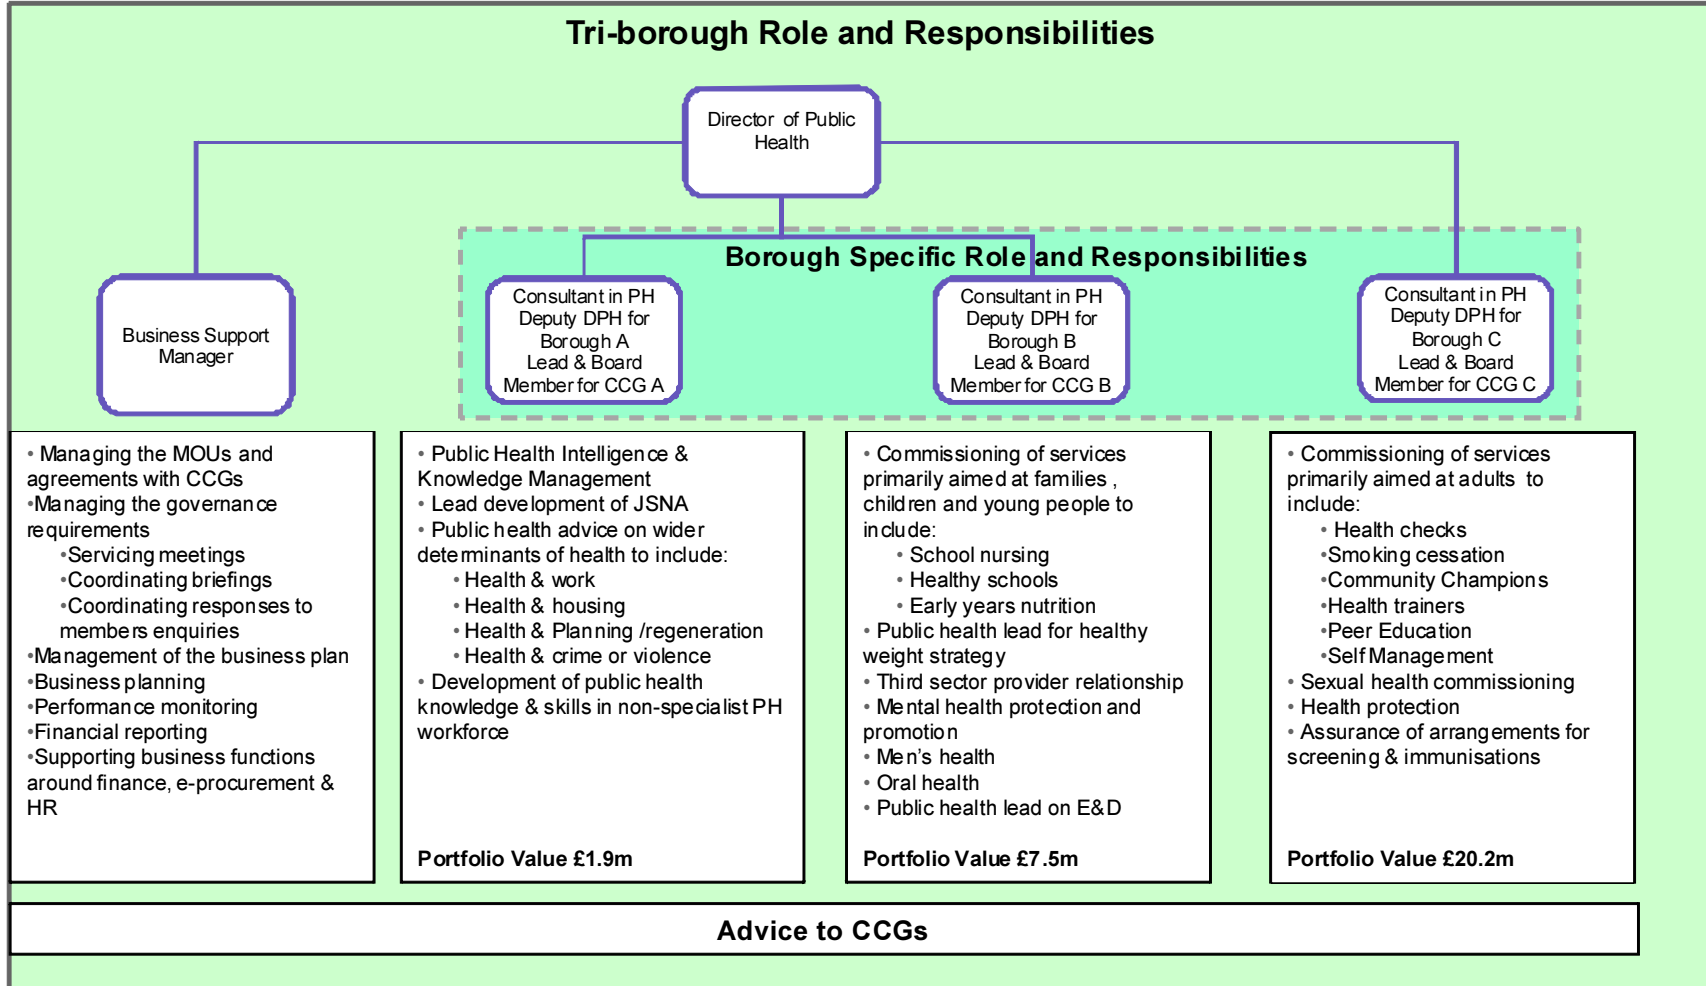 Tri-borough Role and Responsibilities
Director of Public
Health
Borough Specific Role and Responsibilities
Business Support
Manager
Consultant in PH
Deputy DPH for
Borough A
Lead & Board
Member for CCG A
Consultant in PH
Deputy DPH for
Borough B
Lead & Board
Member for CCG B
Consultant in PH
Deputy DPH for
Borough C
Lead & Board
Member for CCG C
• Managing the MOUs and
agreements with CCGs
•Managing the governance
requirements
•Servicing meetings
•Coordinating briefings
•Coordinating responses to
members enquiries
•Management of the business plan
•Business planning
•Performance monitoring
•Financial reporting
•Supporting business functions
around finance, e-procurement &
HR
• Public Health Intelligence &
Knowledge Management
• Lead development of JSNA
• Public health advice on wider
determinants of health to include:
• Health & work
• Health & housing
• Health & Planning /regeneration
• Health & crime or violence
• Development of public health
knowledge & skills in non-specialist PH
workforce
Portfolio Value £1.9m
• Commissioning of services
primarily aimed at families ,
children and young people to
include:
• School nursing
• Healthy schools
• Early years nutrition
• Public health lead for healthy
weight strategy
• Third sector provider relationship
• Mental health protection and
promotion
• Men's health
• Oral health
• Public health lead on E&D
Portfolio Value £7.5m
• Commissioning of services
primarily aimed at adults to
include:
• Health checks
•Smoking cessation
•Community Champions
•Health trainers
•Peer Education
•Self Management
• Sexual health commissioning
• Health protection
• Assurance of arrangements for
screening & immunisations
Portfolio Value £20.2m
Advice to CCGs